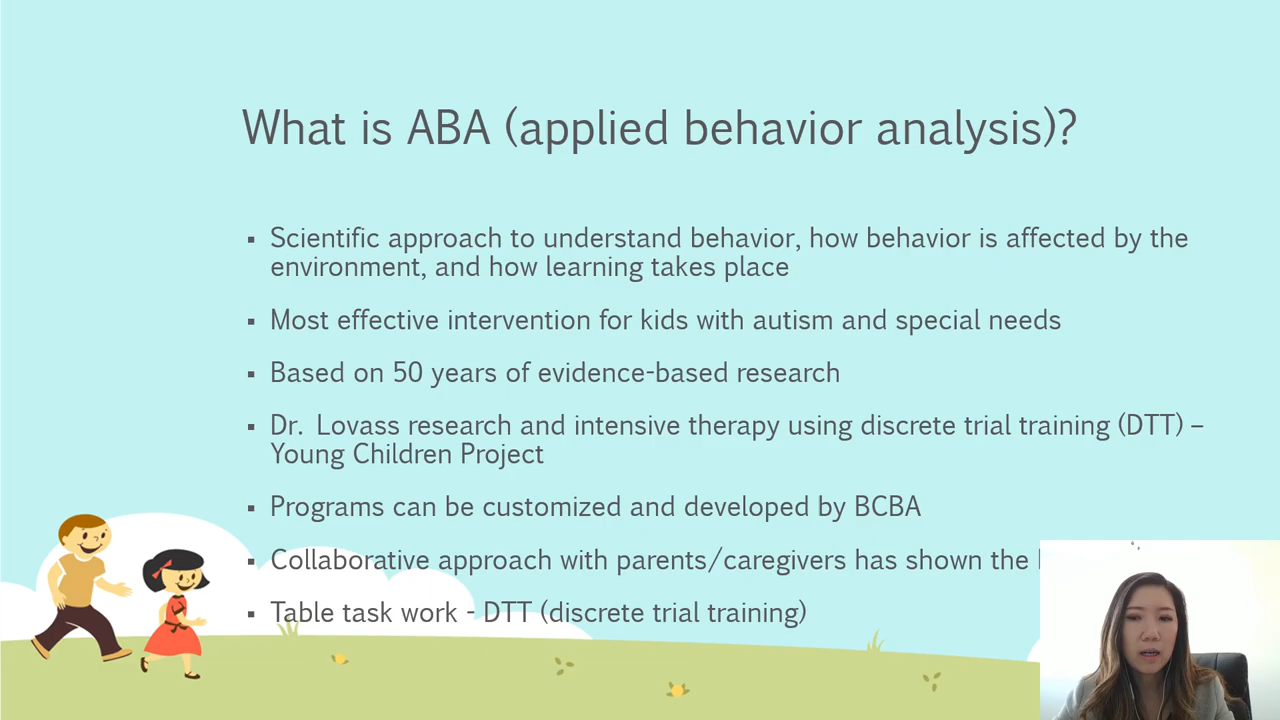 What is ABA (applied behavior analysis)?
▪ Scientific approach to understand behavior, how behavior is affected by the
environment, and how learning takes place
▪ Most effective intervention for kids with autism and special needs
▪ Based on 50 years of evidence-based research
▪ Dr. Lovass research and intensive therapy using discrete trial training (DTT) –
Young Children Project
▪ Programs can be customized and developed by BCBA
▪ Collaborative approach with parents/caregivers has shown the
▪ Table task work - DTT (discrete trial training)